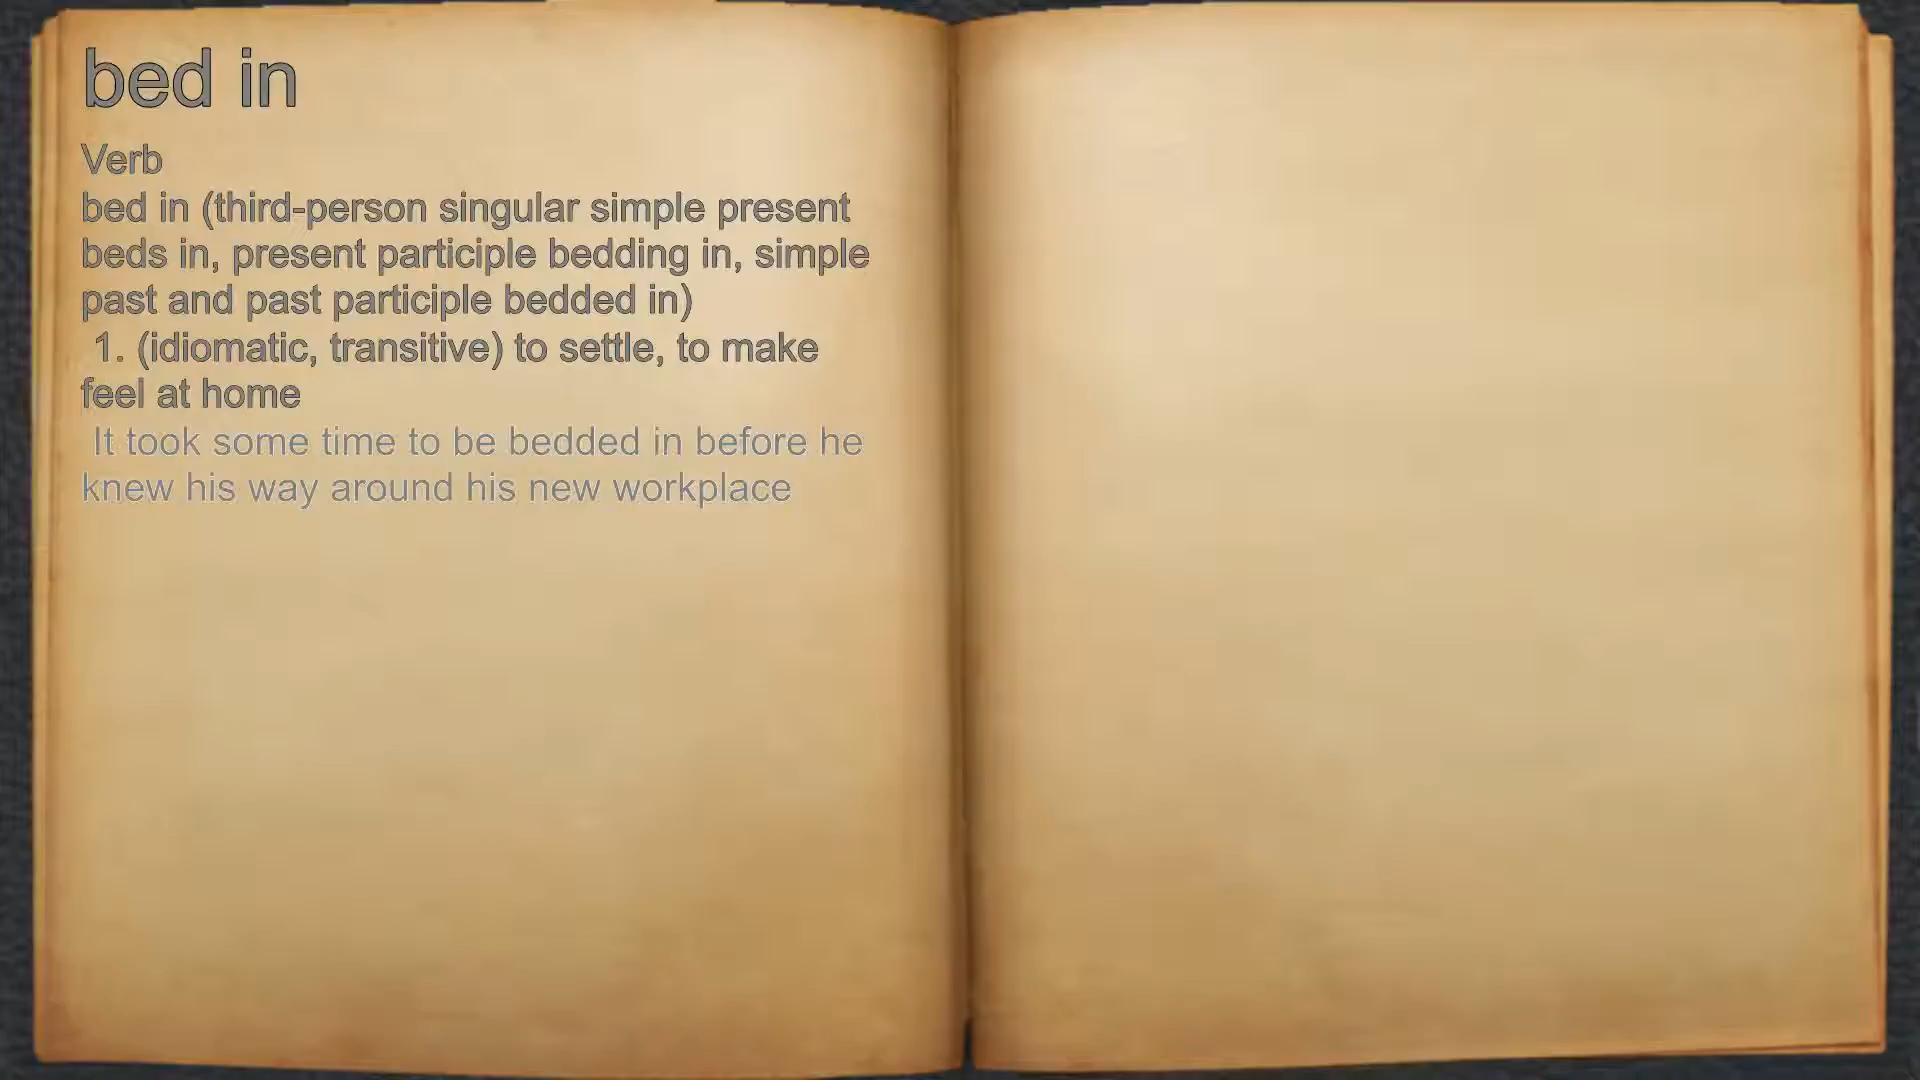 bed in
Verb
bed in (third-person singular simple present
beds in, present participle bedding in, simple
past and past participle bedded in)
1. (idiomatic, transitive) to settle, to make
feel at home
It took some time to be bedded in before he
knew his way around his new workplace